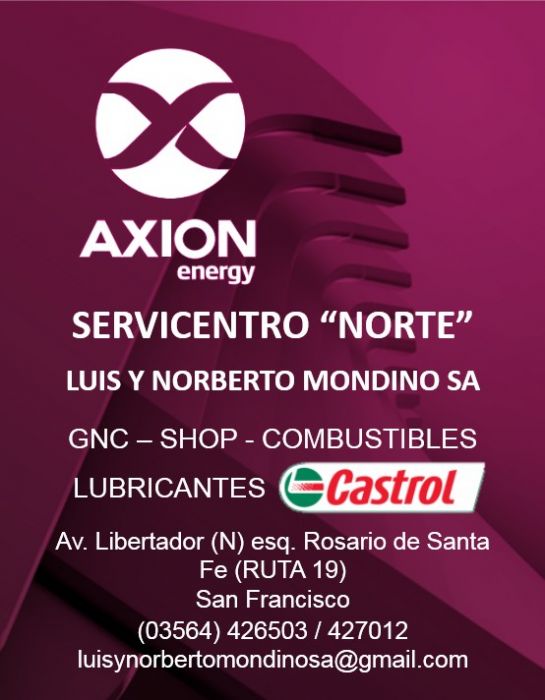 AXION
energy
SERVICENTRO “NORTE”
LUIS Y NORBERTO MONDINO SA
GNC – SHOP - COMBUSTIBLES
LUBRICANTES Castrol
Av. Libertador (N) esq. Rosario de Santa
Fe (RUTA 19)
San Francisco
(03564) 426503 / 427012
luisynorbertomondinosa@gmail.com